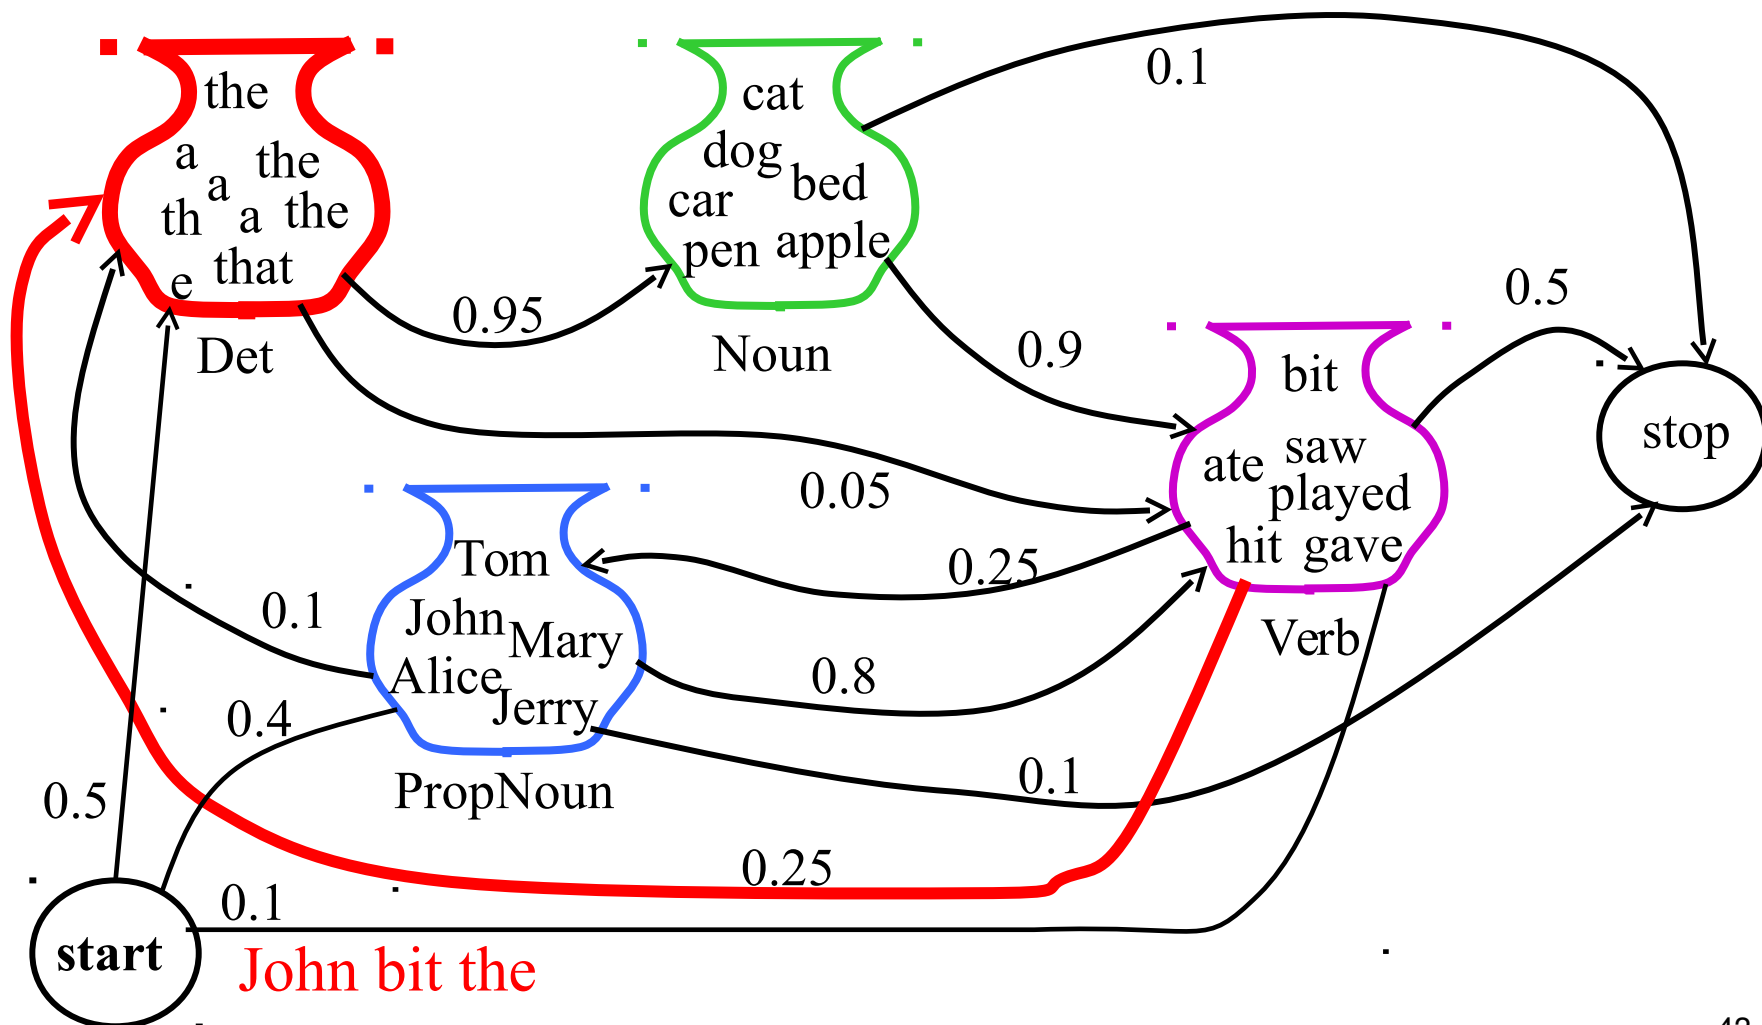 the
a the
a
th a the
that
e
Det
cat
dog
bed
car
pen apple
Noun
0.1
0.95
0.9
0.5
bit
saw
ate
played
hit gave
Verb
stop
0.05
0.25
Tom
John
Mary
Alice
Jerry
PropNoun
0.1
0.8
0.4
0.1
0.5
0.25
0.1
start
John bit the